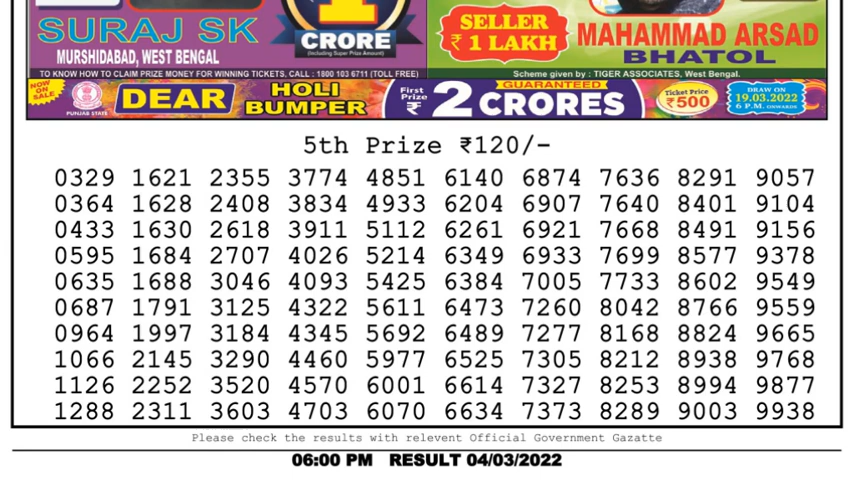 SURAJ SK
MURSHIDABAD, WEST BENGAL
1
CRORE
(Including Super Prize Amount)
SELLER
₹ 1 LAKH
MAHAMMAD ARSAD
BHATOL
TO KNOW HOW TO CLAIM PRIZE MONEY FOR WINNING TICKETS. CALL : 1800 103 6711 (TOLL FREE)
Scheme given by : TIGER ASSOCIATES, West Bengal.
NOW ON SALE
PUNJAB STATE
DEAR
HOLI
BUMPER
First Prize ₹
2 CRORES
GUARANTEED
Ticket Price
₹500
DRAW ON
19.03.2022
6 P.M. ONWARDS
5th Prize ₹120/-
0329 1621 2355 3774 4851 6140 6874 7636 8291 9057
0364 1628 2408 3834 4933 6204 6907 7640 8401 9104
0433 1630 2618 3911 5112 6261 6921 7668 8491 9156
0595 1684 2707 4026 5214 6349 6933 7699 8577 9378
0635 1688 3046 4093 5425 6384 7005 7733 8602 9549
0687 1791 3125 4322 5611 6473 7260 8042 8766 9559
0964 1997 3184 4345 5692 6489 7277 8168 8824 9665
1066 2145 3290 4460 5977 6525 7305 8212 8938 9768
1126 2252 3520 4570 6001 6614 7327 8253 8994 9877
1288 2311 3603 4703 6070 6634 7373 8289 9003 9938
Please check the results with relevent Official Government Gazatte
06:00 PM RESULT 04/03/2022